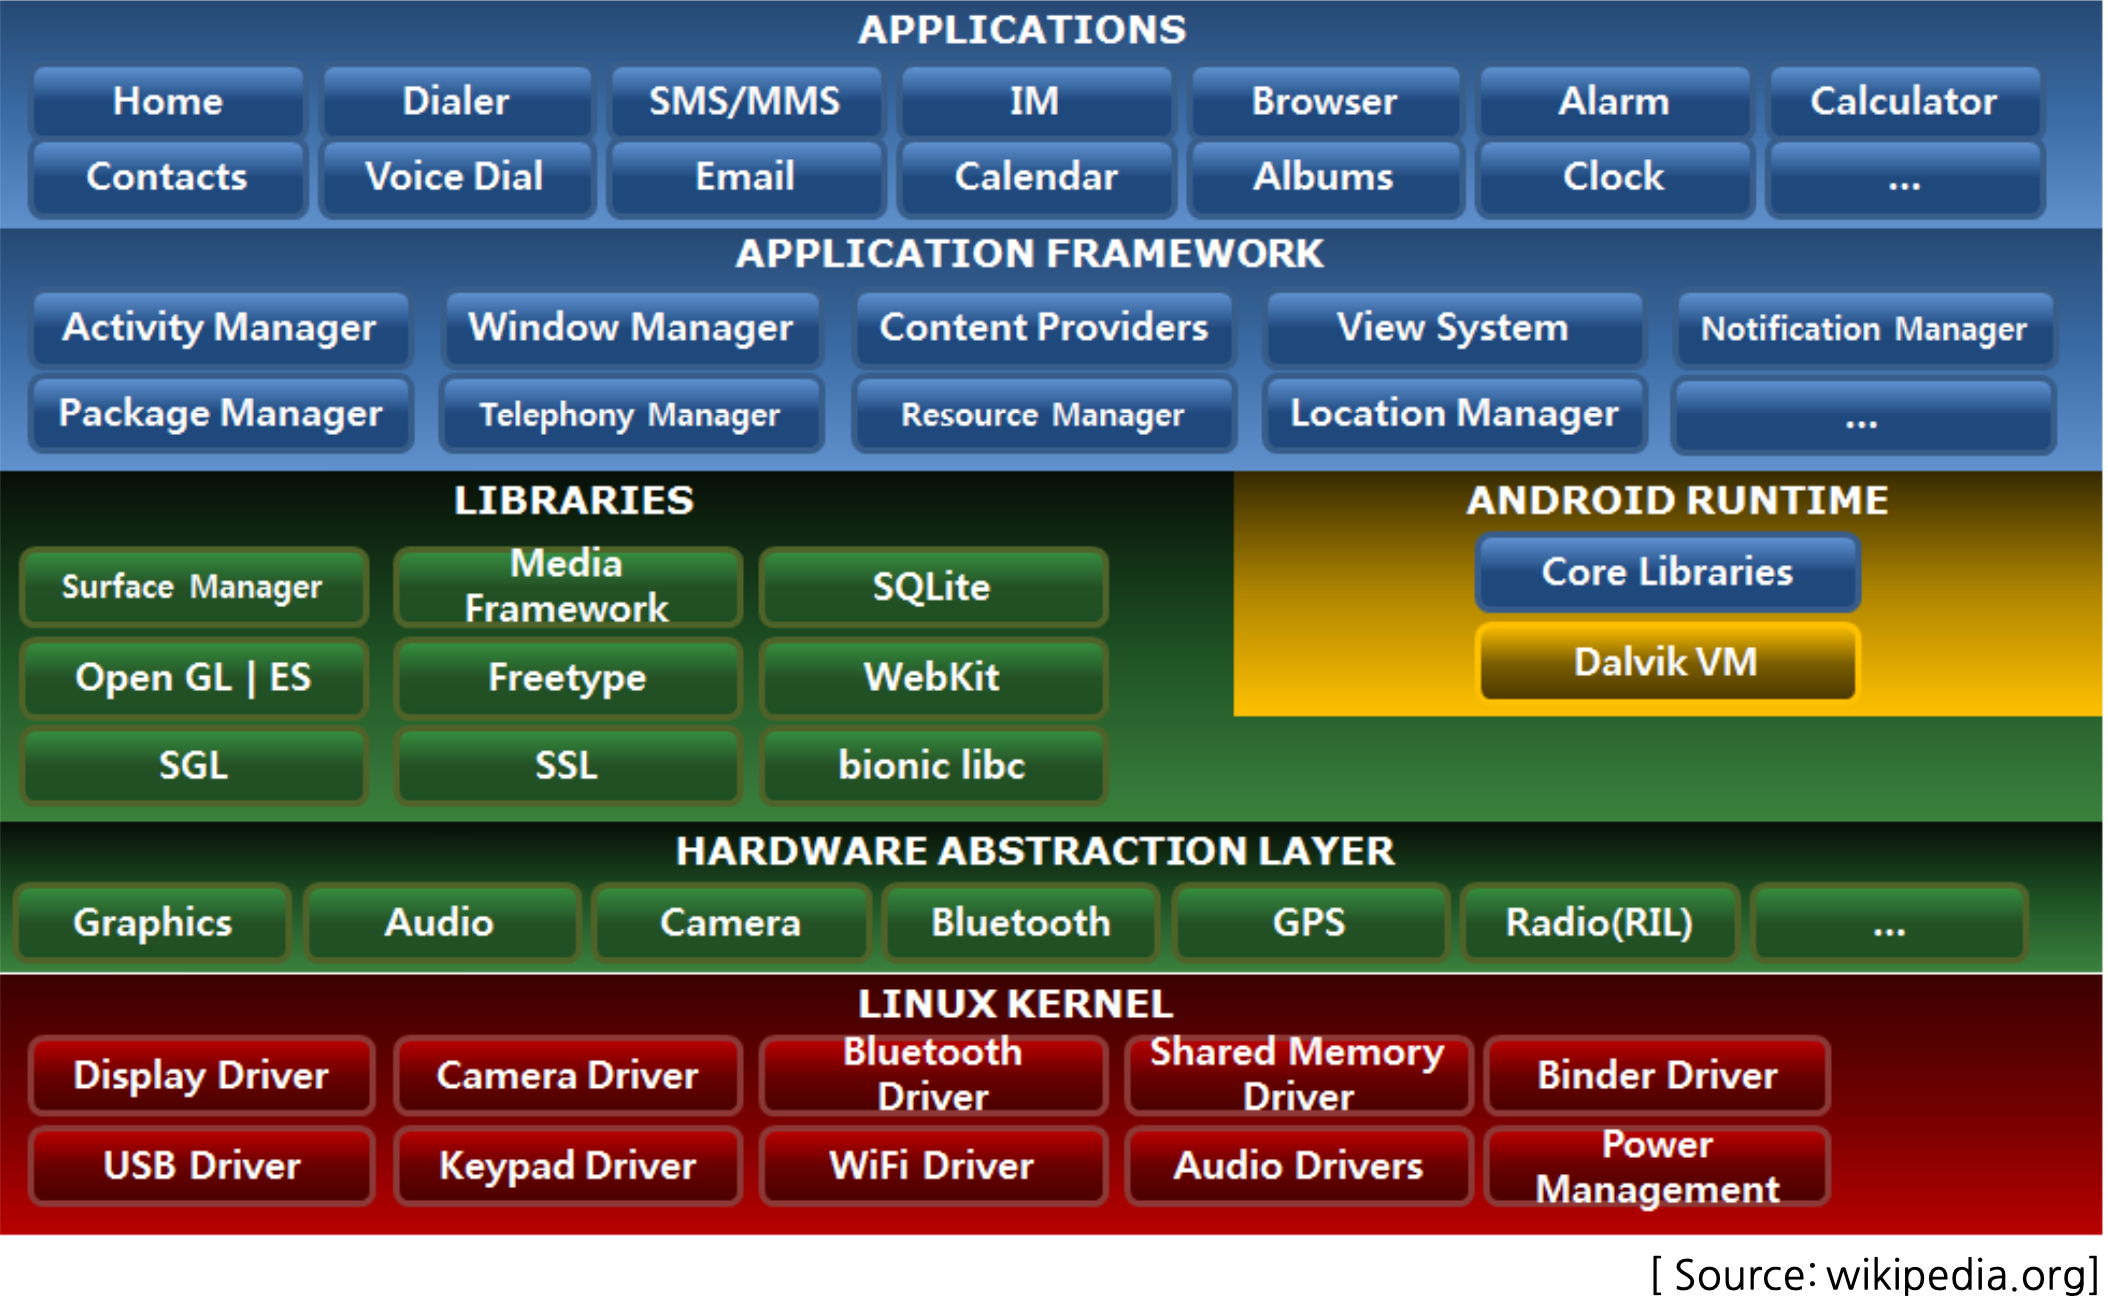 APPLICATIONS
Home Dialer SMS/MMS IM Browser Alarm Calculator
Contacts Voice Dial Email Calendar Albums Clock ...
APPLICATION FRAMEWORK
Activity Manager Window Manager Content Providers View System Notification Manager
Package Manager Telephony Manager Resource Manager Location Manager ...
LIBRARIES
Surface Manager
Media
Framework
SQLite
Open GL | ES Freetype WebKit
SGL SSL bionic libc
ANDROID RUNTIME
Core Libraries
Dalvik VM
HARDWARE ABSTRACTION LAYER
Graphics Audio Camera Bluetooth GPS Radio(RIL) ...
LINUX KERNEL
Display Driver Camera Driver
Bluetooth
Driver
Shared Memory
Driver
Binder Driver
USB Driver Keypad Driver WiFi Driver Audio Drivers
Power
Management
[ Source: wikipedia.org]